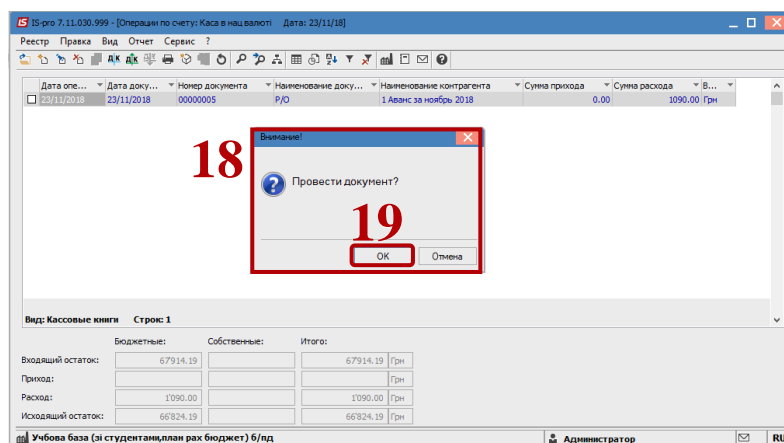 IS-pro 7.11.030.999 - [Операции по счету: Каса в нац валюті    Дата: 23/11/18]
Реестр  Правка  Вид  Отчет  Сервис  ?
Дата опе...  Дата доку...  Номер документа  Наименование доку...  Наименование контрагента  Сумма прихода  Сумма расхода  В...
23/11/2018  23/11/2018  00000005  Р/О  1 Аванс за ноябрь 2018  0.00  1090.00  Грн
Внимание!
18
Провести документ?
19
OK  Отмена
Вид: Кассовые книги    Строк: 1
Бюджетные:  Собственные:  Итого:
Входящий остаток:  67'914.19  67'914.19  Грн
Приход:  Грн
Расход:  1'090.00  1'090.00  Грн
Исходящий остаток:  66'824.19  66'824.19  Грн
Учбова база (зі студентами,план рах бюджет) б/пд  Администратор  RU